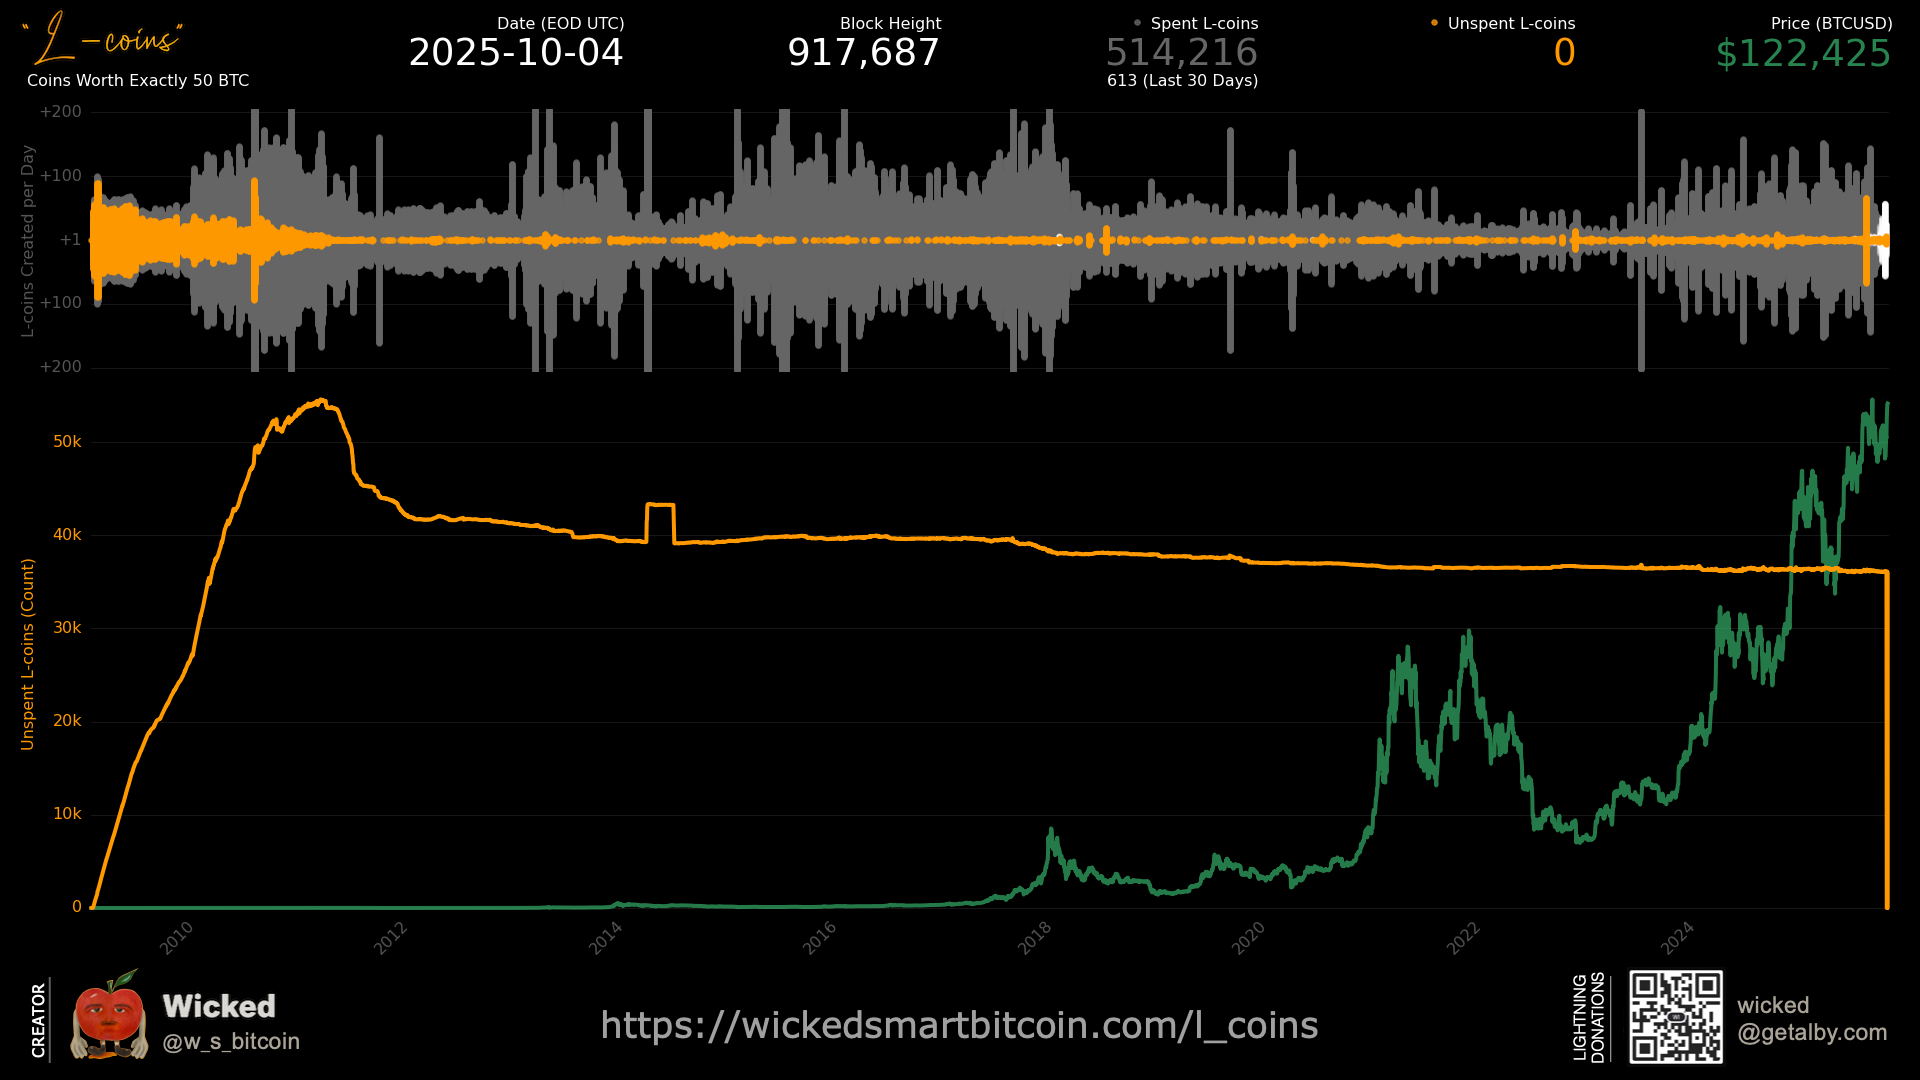 "L-coins"
Coins Worth Exactly 50 BTC
Date (EOD UTC)
2025-10-04
Block Height
917,687
Spent L-coins
514,216
613 (Last 30 Days)
Unspent L-coins
0
Price (BTCUSD)
$122,425
L-coins Created per Day
+200
+100
+1
+100
+200
Unspent L-coins (Count)
50k
40k
30k
20k
10k
0
2010
2012
2014
2016
2018
2020
2022
2024
CREATOR
Wicked
@w_s_bitcoin
https://wickedsmartbitcoin.com/l_coins
LIGHTNING
DONATIONS
wicked
@getalby.com